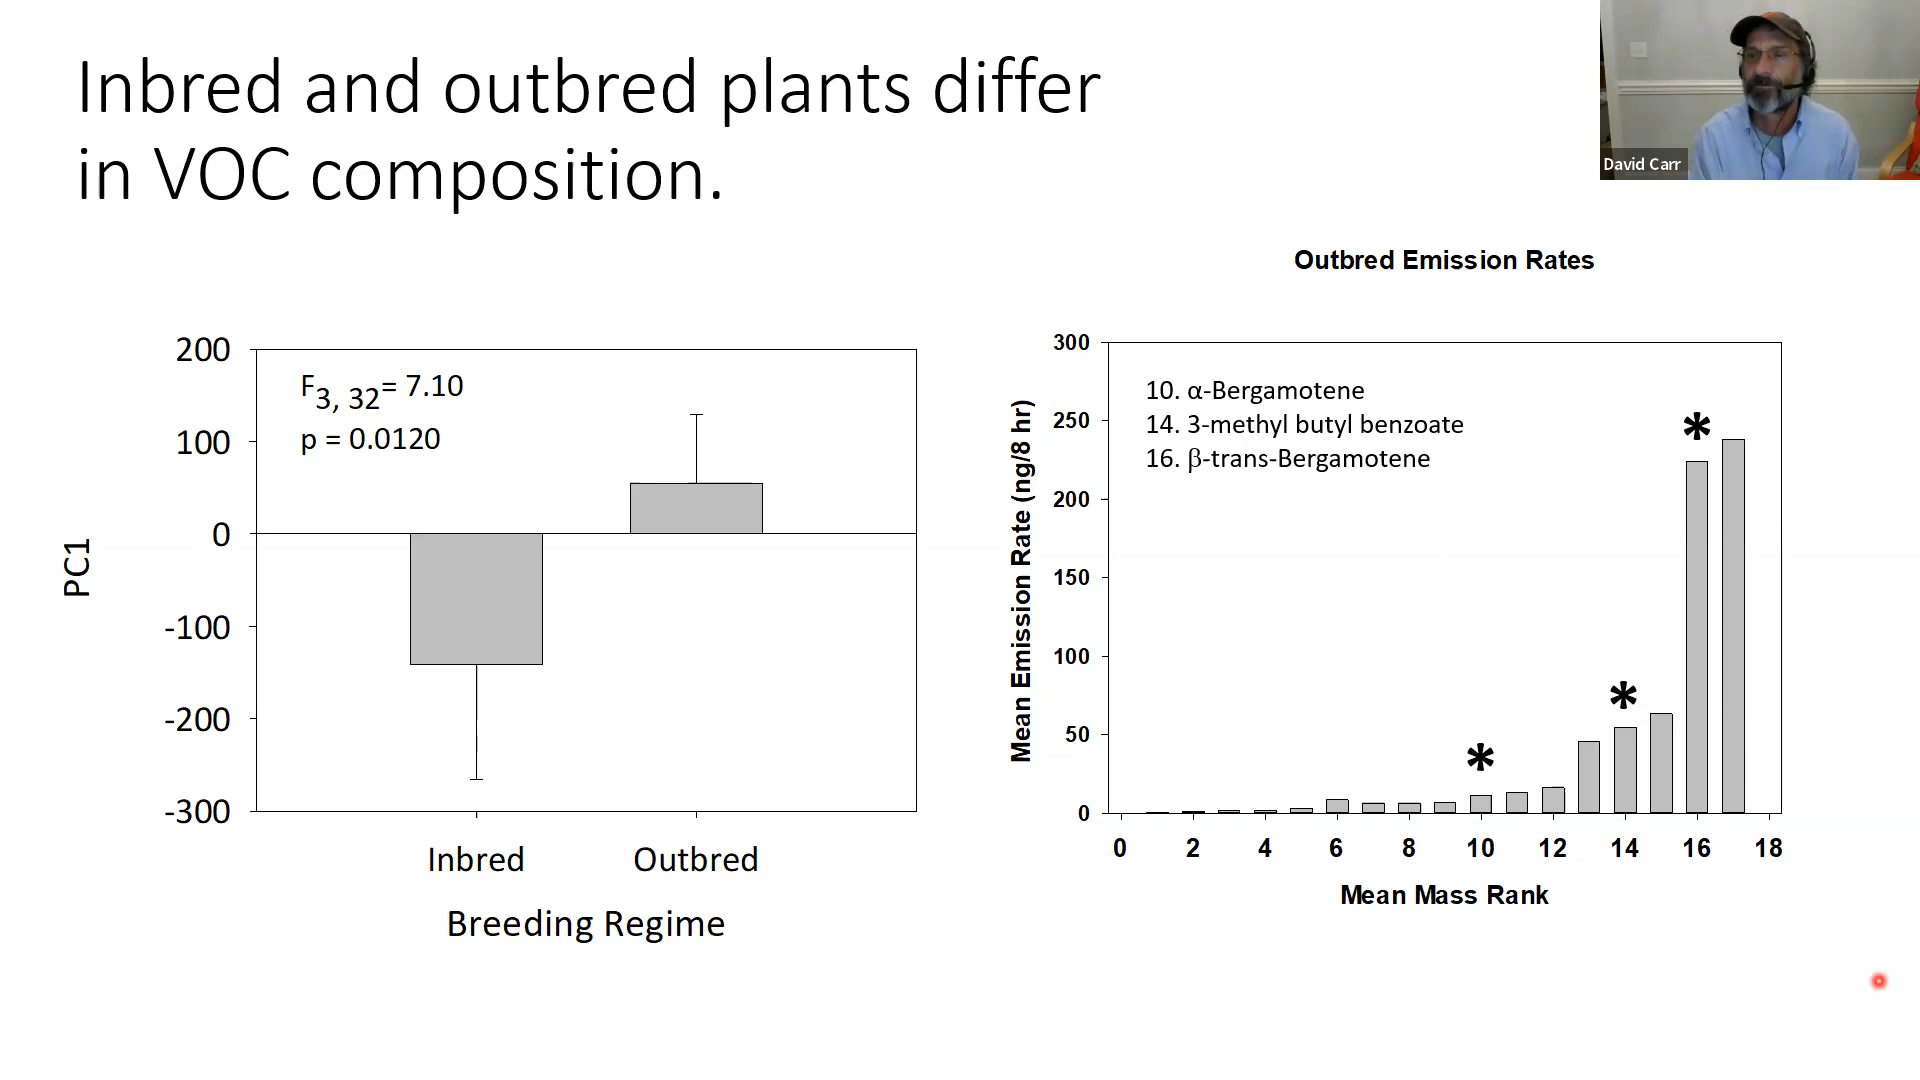 Inbred and outbred plants differ
in VOC composition.
David Carr
200
100
0
-100
-200
-300
PC1
F3, 32= 7.10
p = 0.0120
Inbred
Outbred
Breeding Regime
Outbred Emission Rates
300
250
200
150
100
50
0
Mean Emission Rate (ng/8 hr)
10. α-Bergamotene
14. 3-methyl butyl benzoate
16. β-trans-Bergamotene
*
*
*
0 2 4 6 8 10 12 14 16 18
Mean Mass Rank